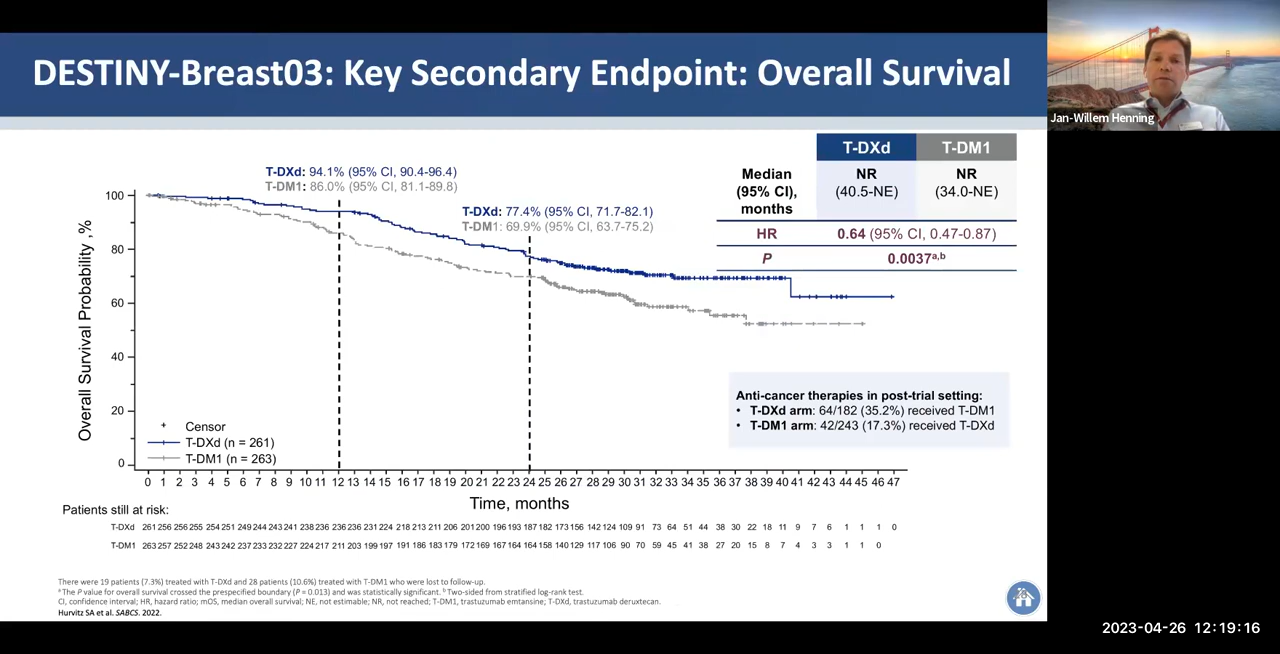 DESTINY-Breast03: Key Secondary Endpoint: Overall Survival
Jan-Willem Henning
T-DXd T-DM1
Median (95% CI), months
NR (40.5-NE) NR (34.0-NE)
HR 0.64 (95% CI, 0.47-0.87)
P 0.0037a,b
T-DXd: 94.1% (95% CI, 90.4-96.4)
T-DM1: 86.0% (95% CI, 81.1-89.8)
T-DXd: 77.4% (95% CI, 71.7-82.1)
T-DM1: 69.9% (95% CI, 63.7-75.2)
Overall Survival Probability ,%
100
80
60
40
20
0
Censor
T-DXd (n = 261)
T-DM1 (n = 263)
Anti-cancer therapies in post-trial setting:
• T-DXd arm: 64/182 (35.2%) received T-DM1
• T-DM1 arm: 42/243 (17.3%) received T-DXd
0 1 2 3 4 5 6 7 8 9 10 11 12 13 14 15 16 17 18 19 20 21 22 23 24 25 26 27 28 29 30 31 32 33 34 35 36 37 38 39 40 41 42 43 44 45 46 47
Time, months
Patients still at risk:
T-DXd 261 256 256 255 254 251 249 244 243 241 238 236 236 236 231 224 218 213 211 206 201 200 196 193 187 182 173 156 142 124 109 91 73 64 51 44 38 30 22 18 11 9 7 6 1 1 1 0
T-DM1 263 257 252 248 243 242 237 233 232 227 224 217 211 203 199 197 191 186 183 179 172 169 167 164 164 158 140 129 117 106 90 70 59 45 41 38 27 20 15 8 7 4 3 3 1 1 0
There were 19 patients (7.3%) treated with T-DXd and 28 patients (10.6%) treated with T-DM1 who were lost to follow-up.
a The P value for overall survival crossed the prespecified boundary (P = 0.013) and was statistically significant. b Two-sided from stratified log-rank test.
CI, confidence interval; HR, hazard ratio; mOS, median overall survival; NE, not estimable; NR, not reached; T-DM1, trastuzumab emtansine; T-DXd, trastuzumab deruxtecan.
Hurvitz SA et al. SABCS. 2022.
2023-04-26 12:19:16